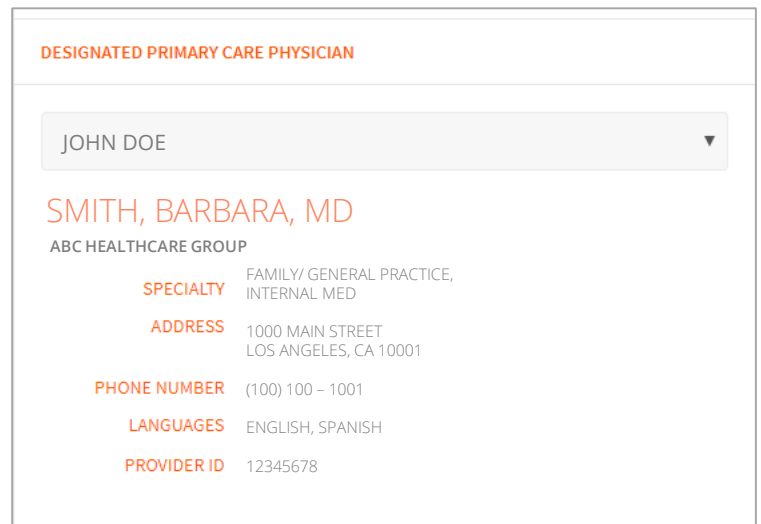 DESIGNATED PRIMARY CARE PHYSICIAN
JOHN DOE
SMITH, BARBARA, MD
ABC HEALTHCARE GROUP
SPECIALTY FAMILY/ GENERAL PRACTICE,
INTERNAL MED
ADDRESS 1000 MAIN STREET
LOS ANGELES, CA 10001
PHONE NUMBER (100) 100 – 1001
LANGUAGES ENGLISH, SPANISH
PROVIDER ID 12345678